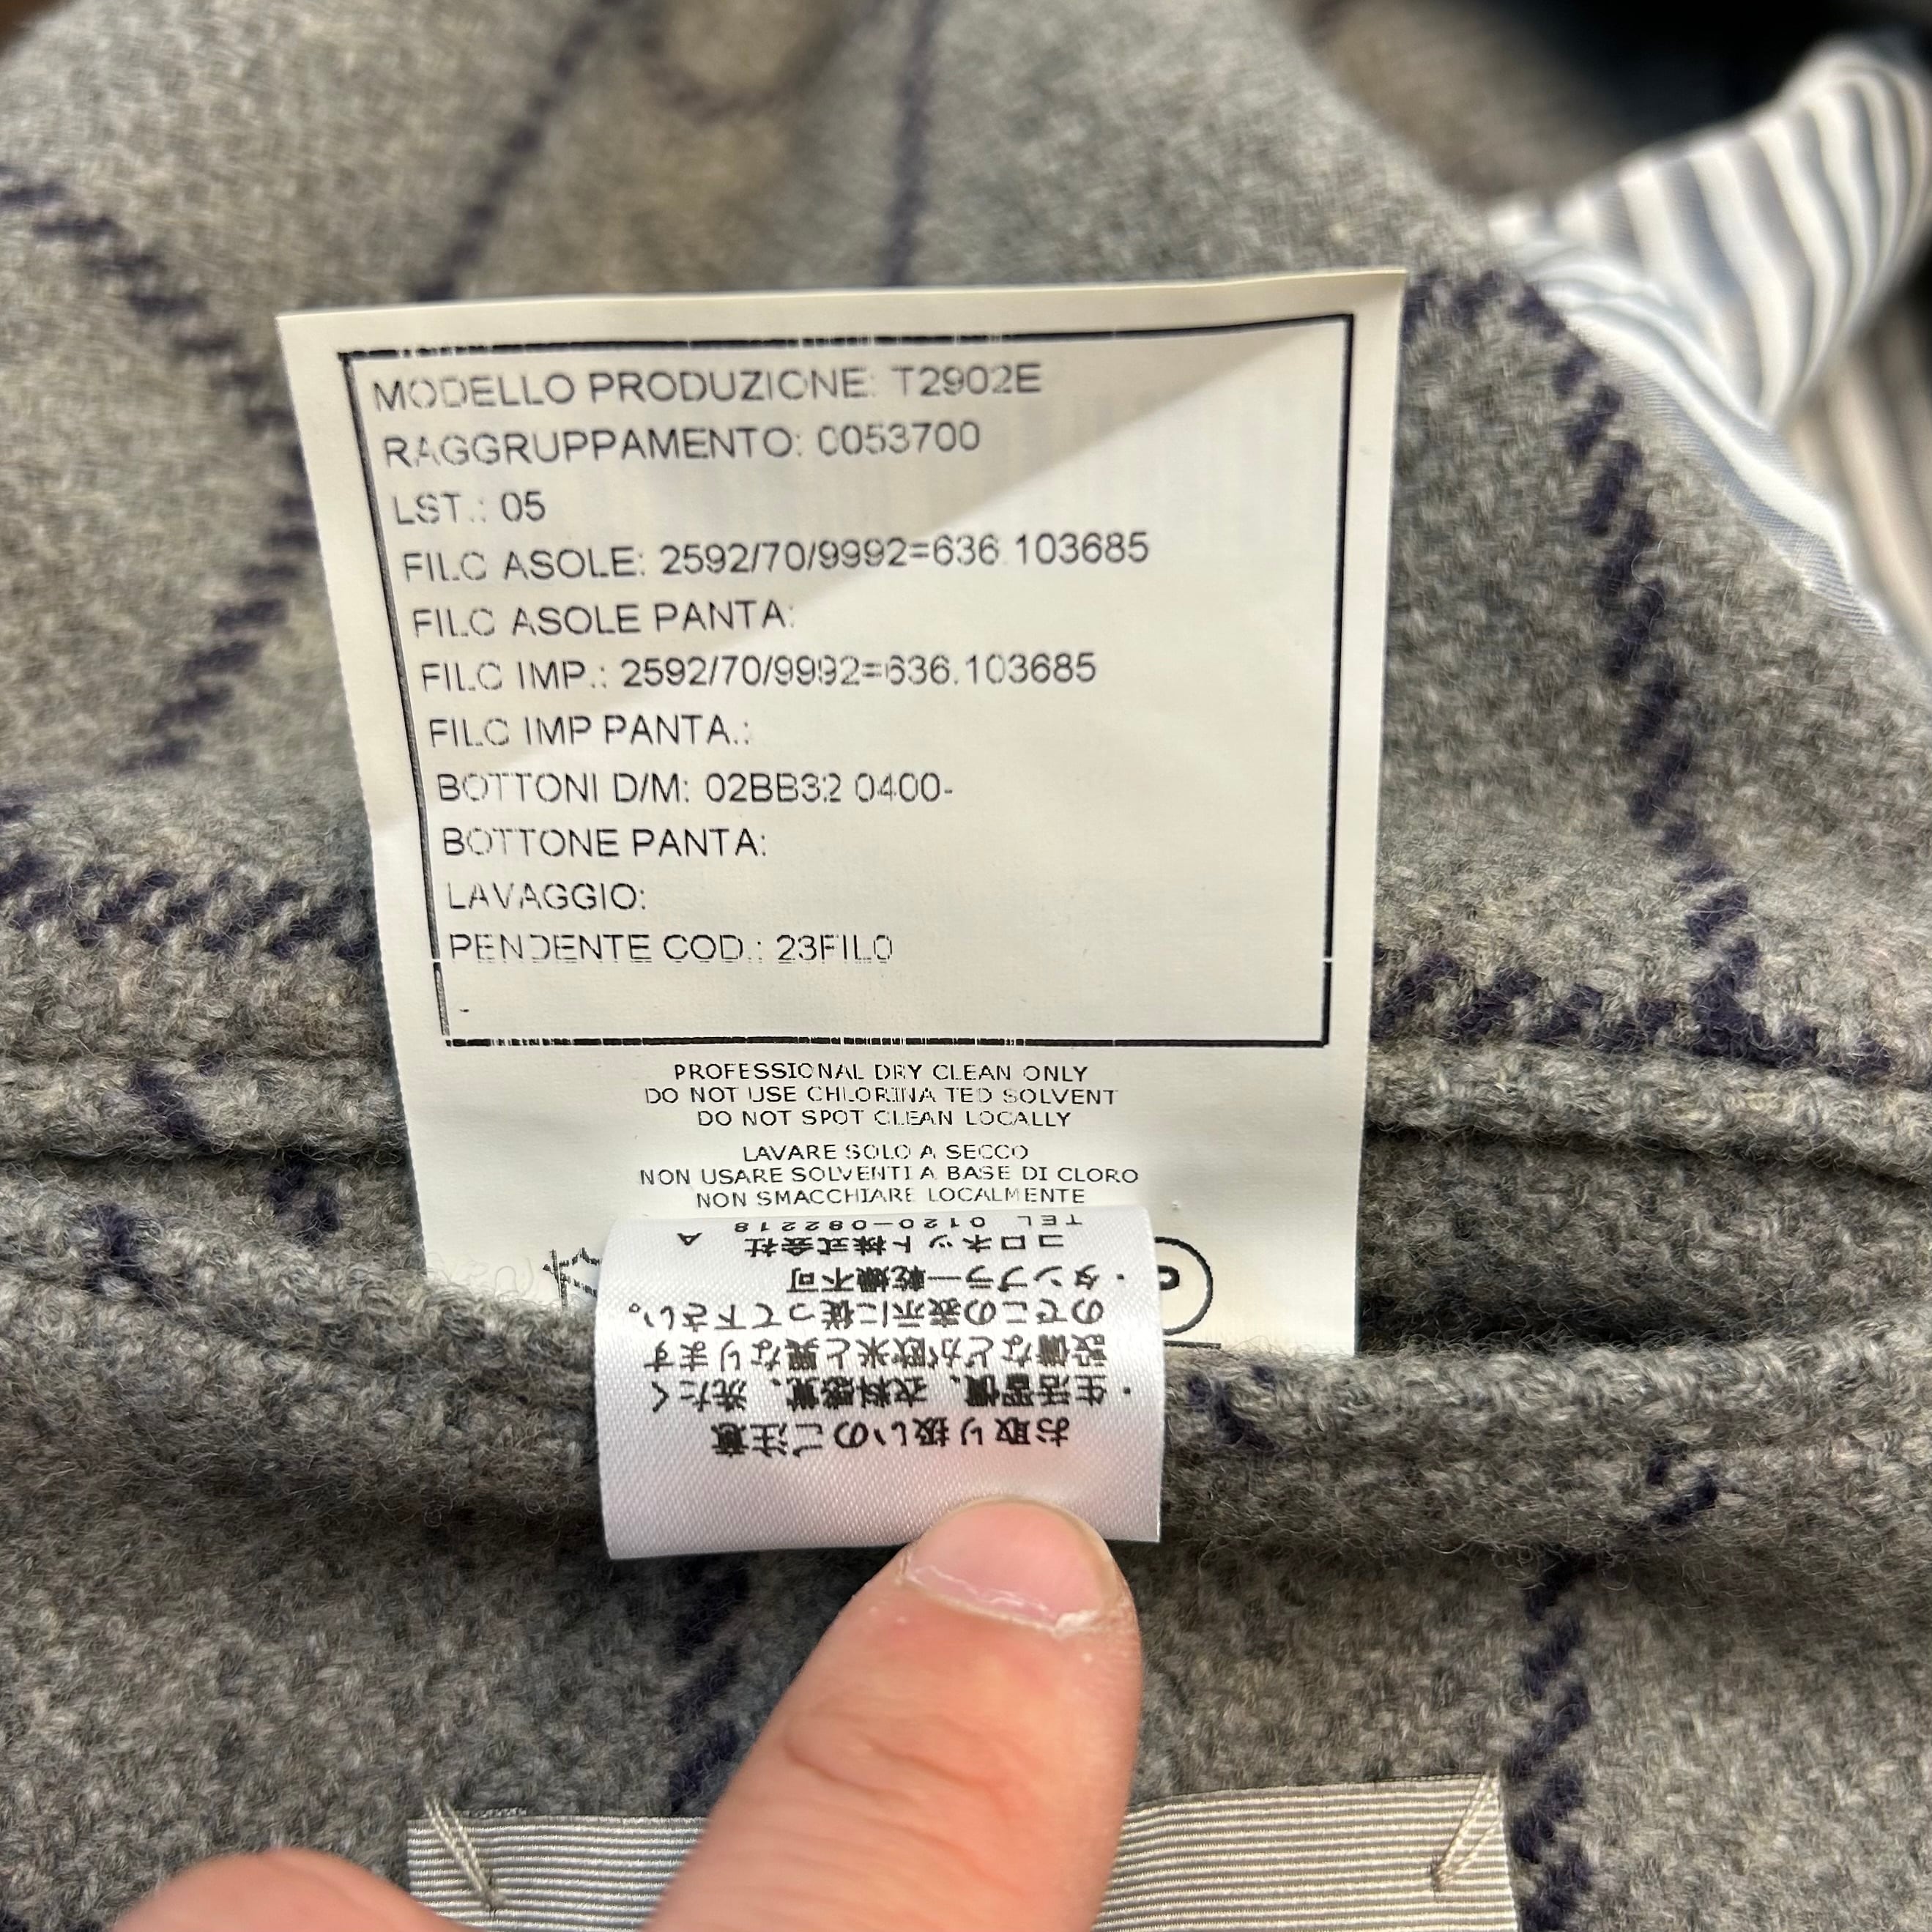 MODELLO PRODUZIONE: T2902E
RAGGRUPPAMENTO: 0053700
LST.: 05
FILO ASOLE: 2592/70/9992=636.103685
FILO ASOLE PANTA:
FILO IMP.: 2592/70/9992=636.103685
FILO IMP PANTA.:
BOTTONI D/M: 02BB32 0400-
BOTTONE PANTA:
LAVAGGIO:
PENDENTE COD.: 23FIL0
-
PROFESSIONAL DRY CLEAN ONLY
DO NOT USE CHLORINA TED SOLVENT
DO NOT SPOT CLEAN LOCALLY
LAVARE SOLO A SECCO
NON USARE SOLVENTI A BASE DI CLORO
NON SMACCHIARE LOCALMENTE
お取り扱いのご注意
・生活習慣、衣料感覚、洗たく
設備などが欧米と異なります
のでこの表示に従って下さい。
・タンブラー乾燥不可
コロネット株式会社 A
TEL 0120-082218